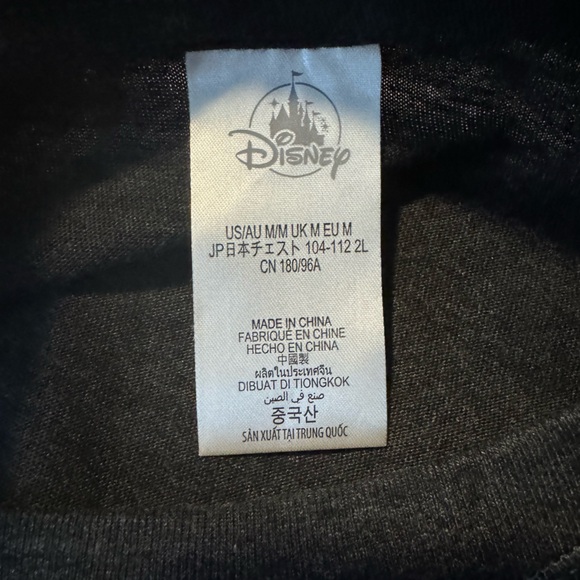 Disney
US/AU M/M UK M EU M
JP日本チェスト 104-112 2L
CN 180/96A
MADE IN CHINA
FABRIQUÉ EN CHINE
HECHO EN CHINA
中國製
ผลิตในประเทศจีน
DIBUAT DI TIONGKOK
صنع في الصين
중국산
SẢN XUẤT TẠI TRUNG QUỐC